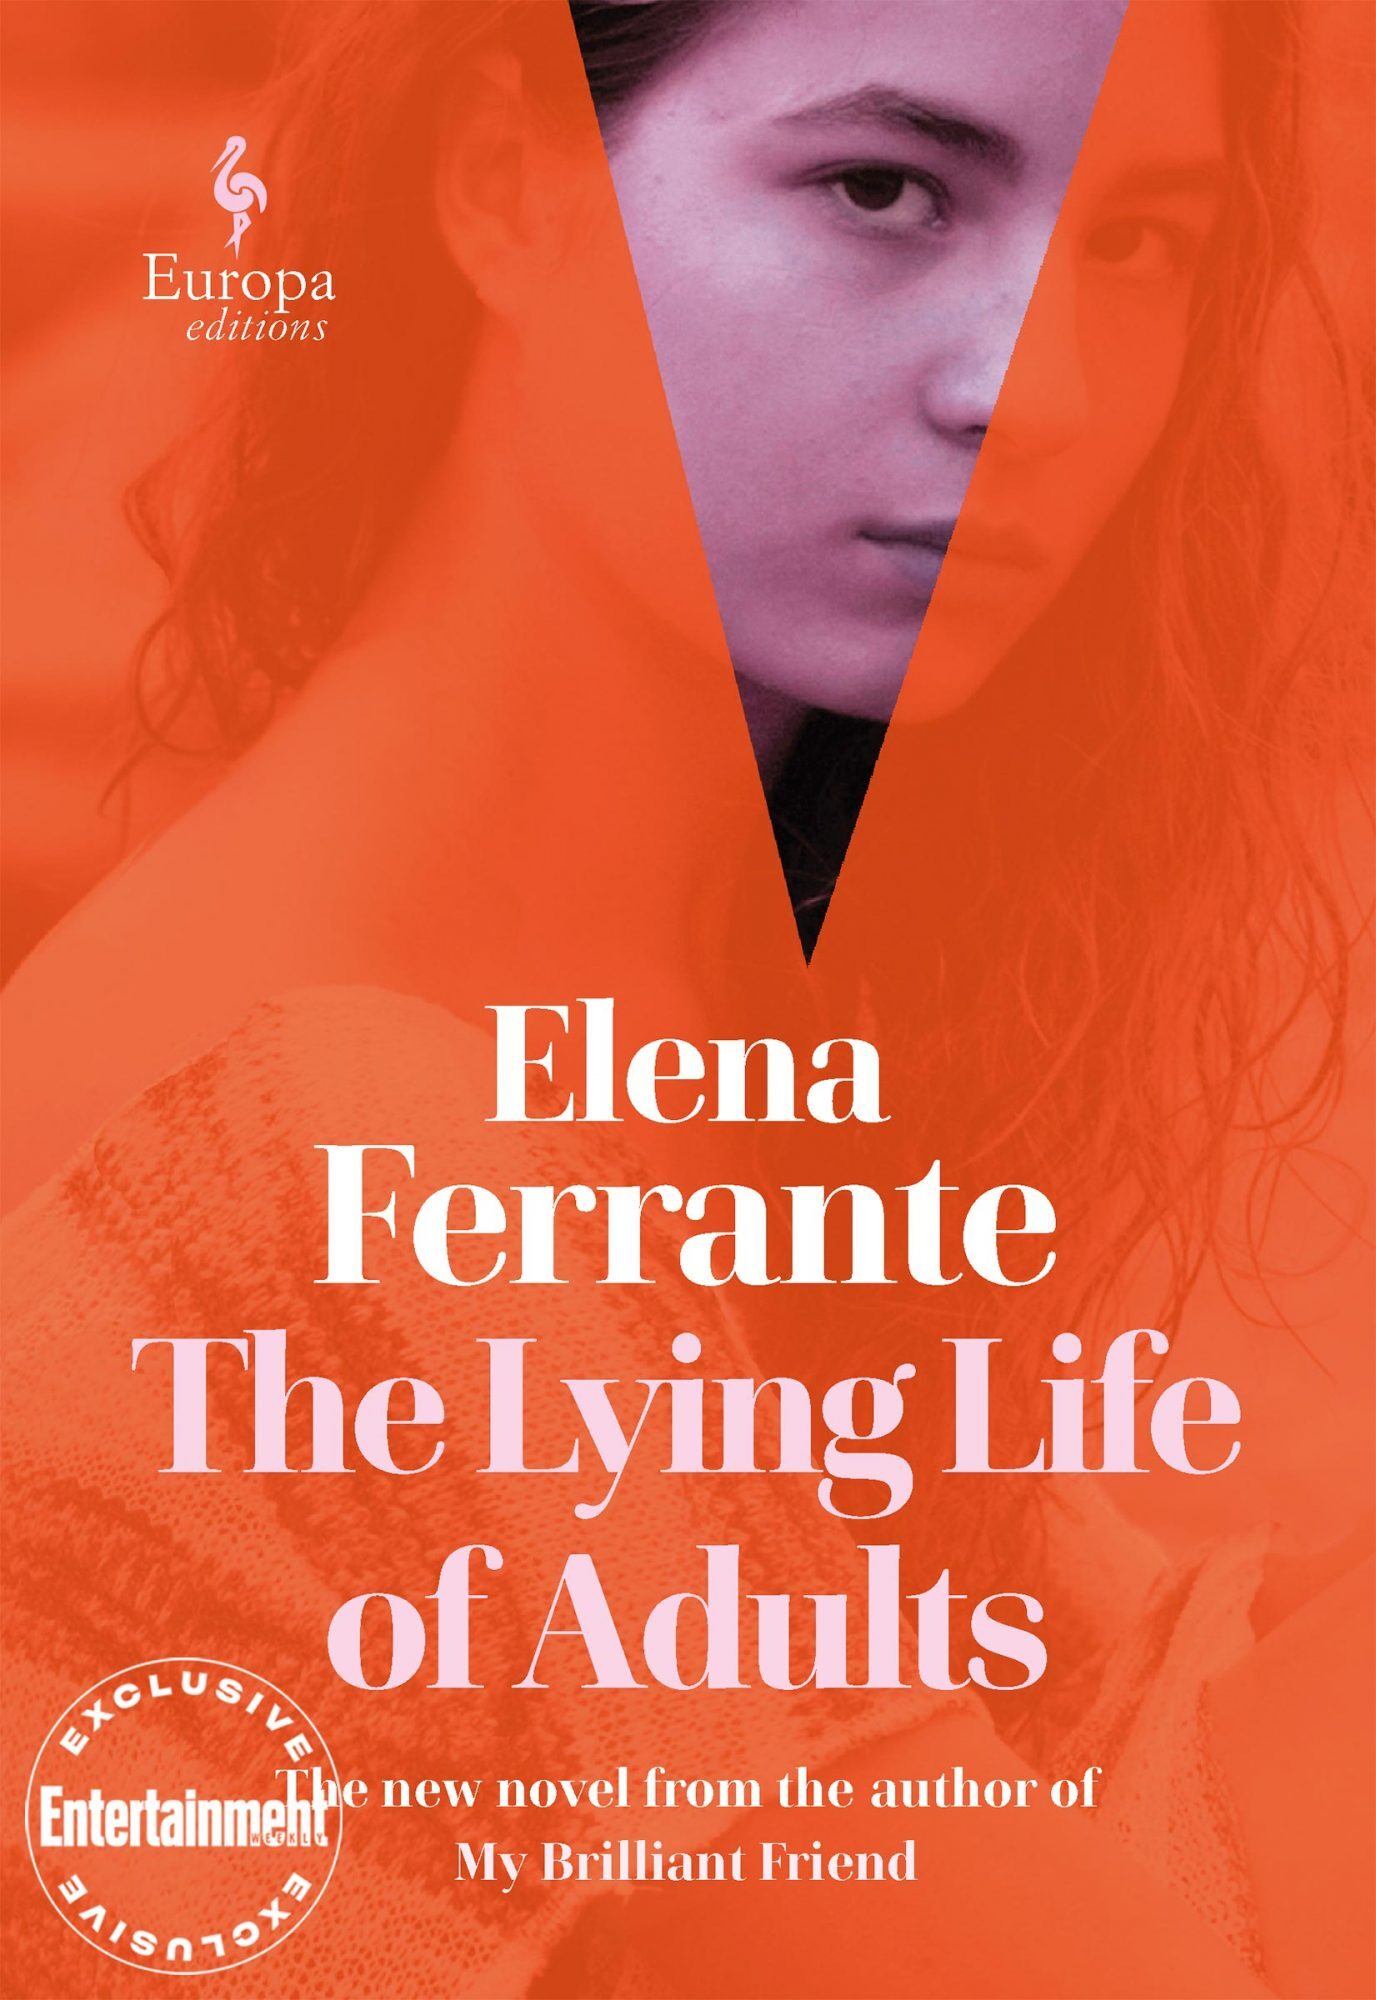 Europa
editions
Elena
Ferrante
The Lying Life
of Adults
The new novel from the author of
My Brilliant Friend
EXCLUSIVE
Entertainment
WEEKLY
EXCLUSIVE